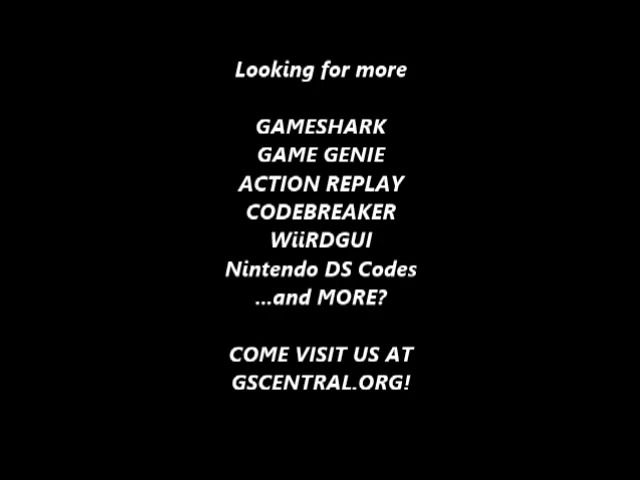 Looking for more
GAMESHARK
GAME GENIE
ACTION REPLAY
CODEBREAKER
WiiRDGUI
Nintendo DS Codes
...and MORE?
COME VISIT US AT
GSCENTRAL.ORG!